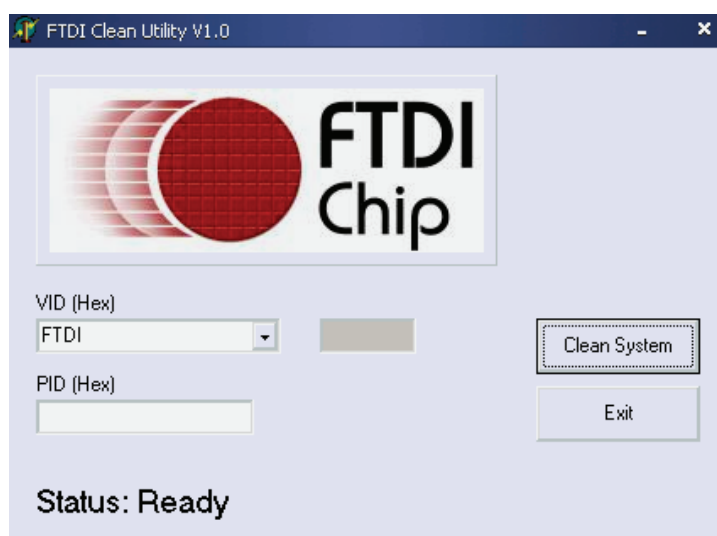 FTDI Clean Utility V1.0
FTDI
Chip
VID (Hex)
FTDI
Clean System
PID (Hex)
Exit
Status: Ready